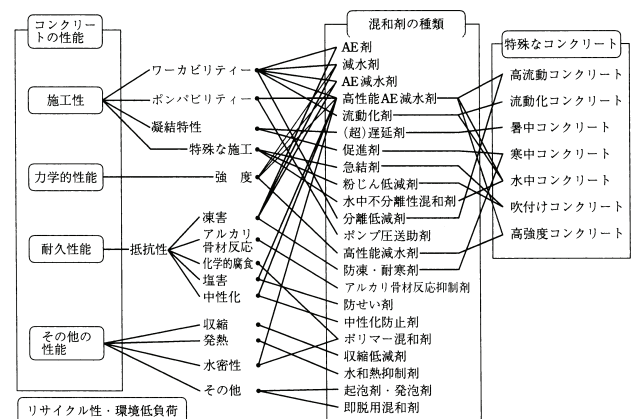 コンクリー
トの性能
混和剤の種類
特殊なコンクリート
施工性
ワーカビリティー
ポンパビリティー
凝結特性
特殊な施工
力学的性能
強 度
耐久性能
抵抗性
凍害
アルカリ
骨材反応
化学的腐食
塩害
中性化
その他の
性能
収縮
発熱
水密性
その他
リサイクル性・環境低負荷
AE剤
減水剤
AE減水剤
高性能AE減水剤
流動化剤
(超)遅延剤
促進剤
急結剤
粉じん低減剤
水中不分離性混和剤
分離低減剤
ポンプ圧送助剤
高性能減水剤
防凍・耐寒剤
アルカリ骨材反応抑制剤
防せい剤
中性化防止剤
ポリマー混和剤
収縮低減剤
水和熱抑制剤
起泡剤・発泡剤
即脱用混和剤
高流動コンクリート
流動化コンクリート
暑中コンクリート
寒中コンクリート
水中コンクリート
吹付けコンクリート
高強度コンクリート